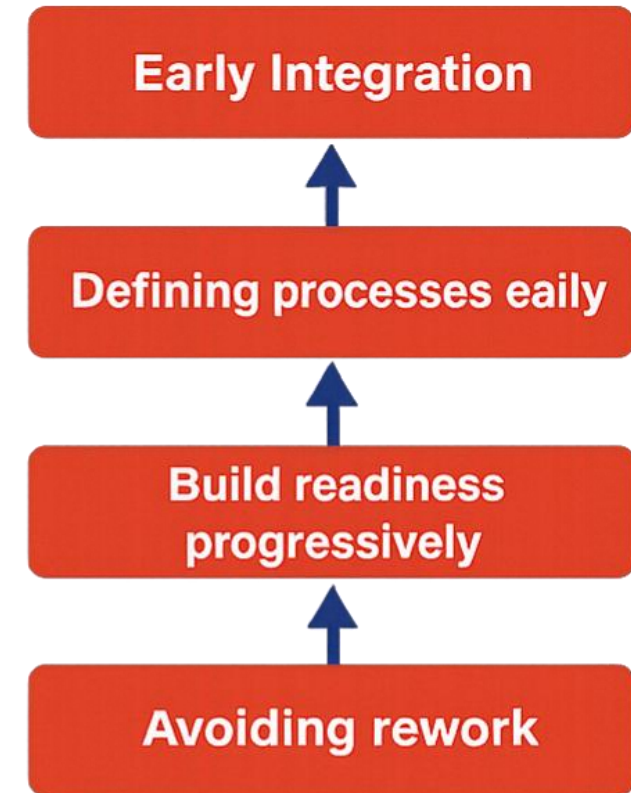 Early Integration
Defining processes eaily
Build readiness
progressively
Avoiding rework